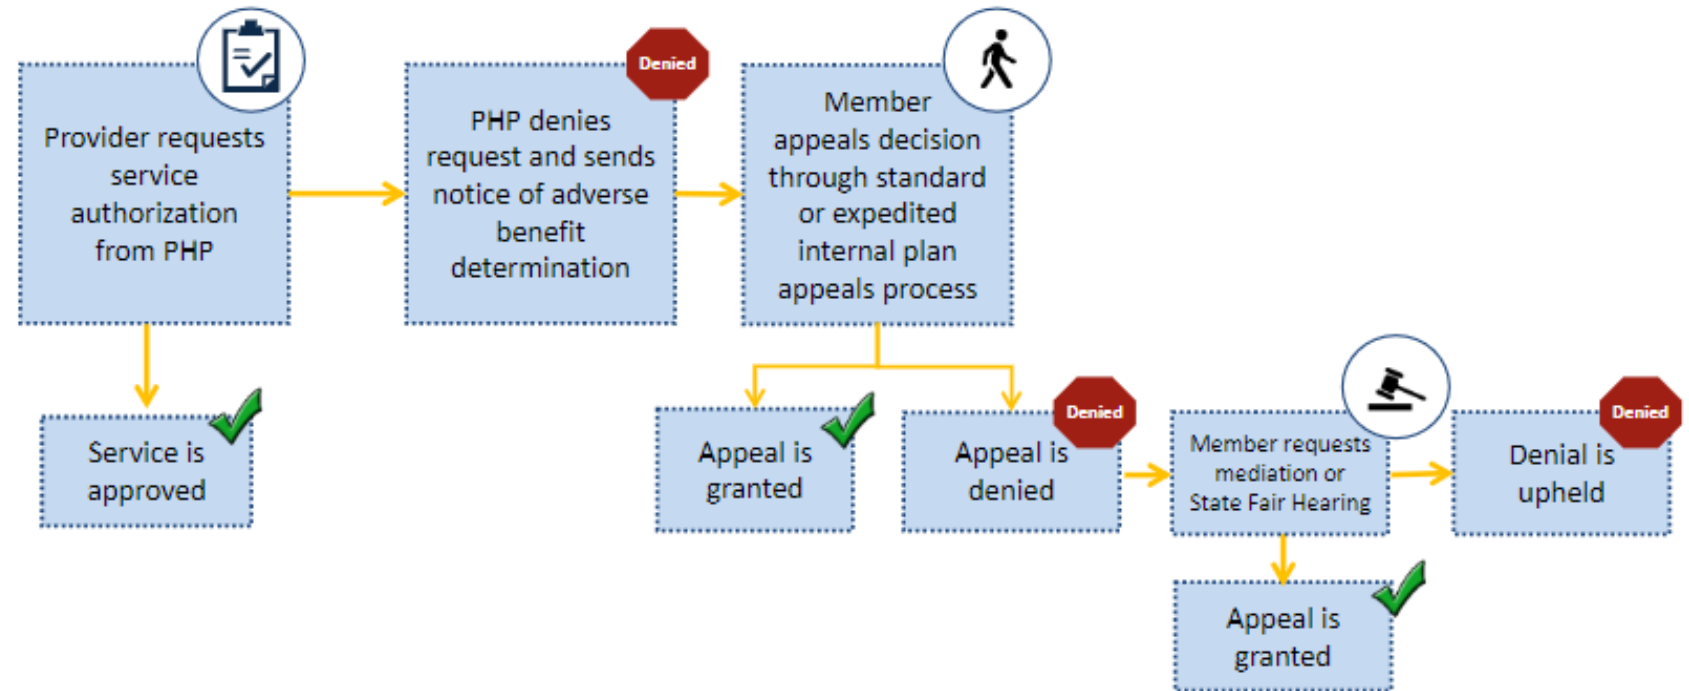 Provider requests
service
authorization
from PHP
Denied
PHP denies
request and sends
notice of adverse
benefit
determination
Member
appeals decision
through standard
or expedited
internal plan
appeals process
Service is
approved
Appeal is
granted
Denied
Appeal is
denied
Member requests
mediation or
State Fair Hearing
Denied
Denial is
upheld
Appeal is
granted